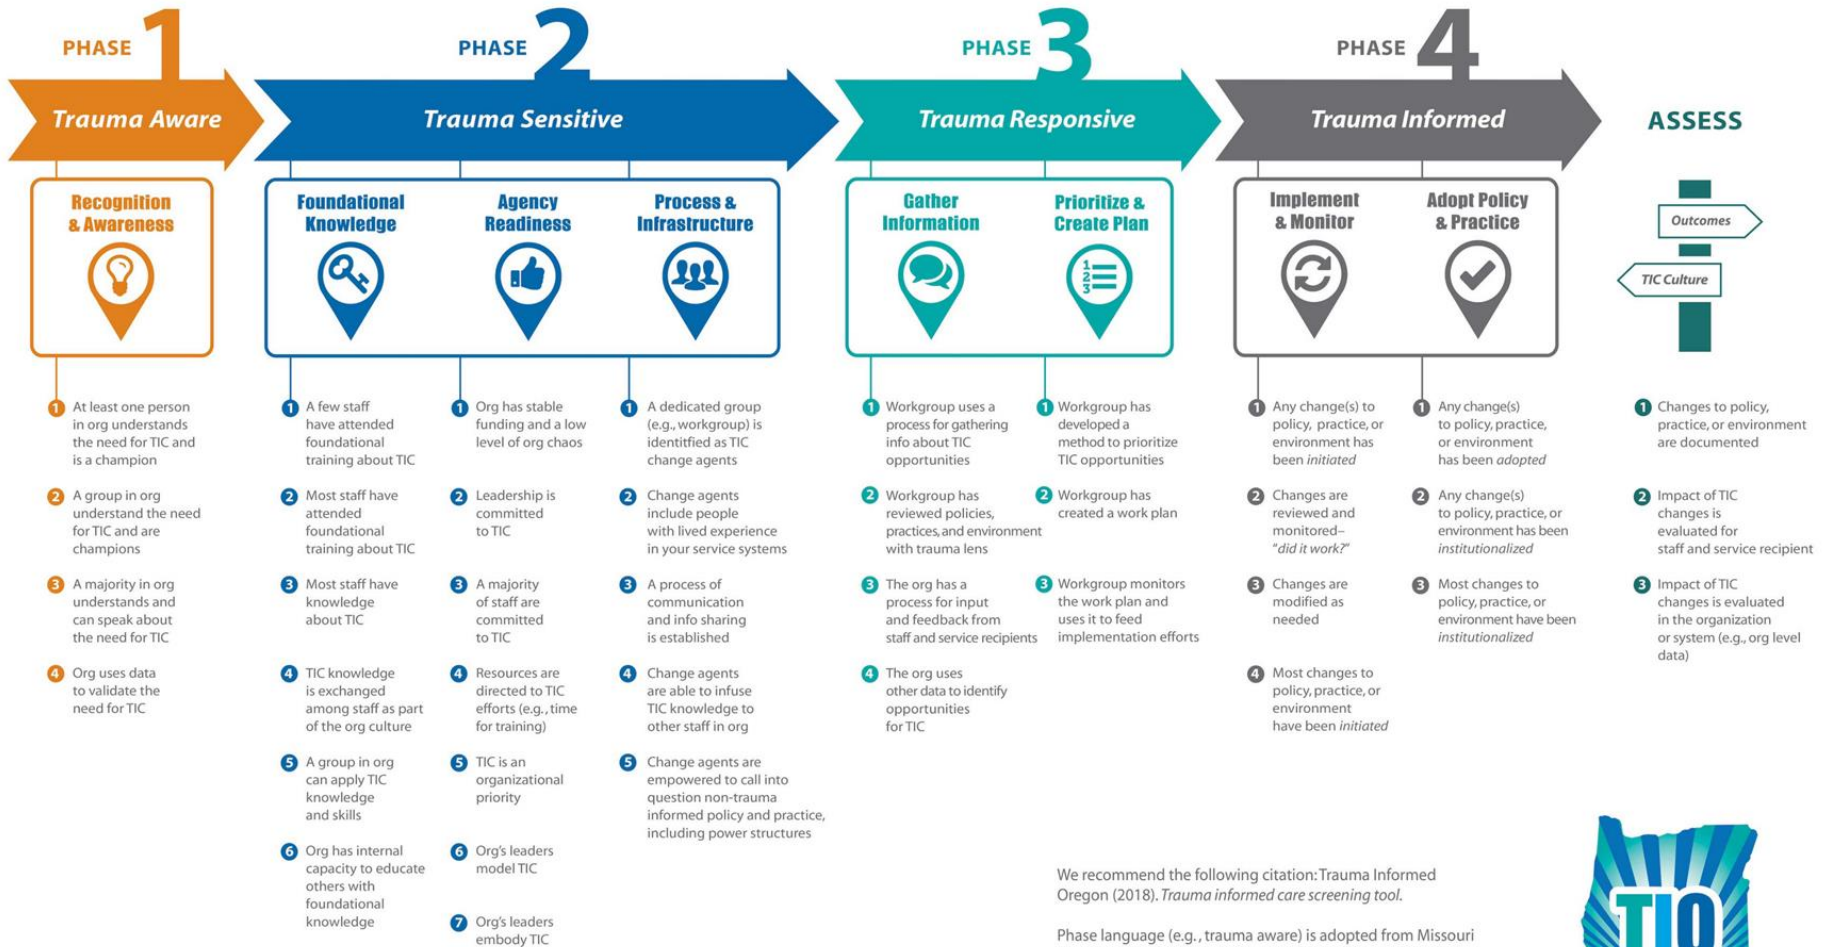 PHASE 1
Trauma Aware
Recognition
& Awareness
1 At least one person
in org understands
the need for TIC and
is a champion
2 A group in org
understand the need
for TIC and are
champions
3 A majority in org
understands and
can speak about
the need for TIC
4 Org uses data
to validate the
need for TIC
PHASE 2
Trauma Sensitive
Foundational
Knowledge
1 A few staff
have attended
foundational
training about TIC
2 Most staff have
attended
foundational
training about TIC
3 Most staff have
knowledge
about TIC
4 TIC knowledge
is exchanged
among staff as part
of the org culture
5 A group in org
can apply TIC
knowledge
and skills
6 Org has internal
capacity to educate
others with
foundational
knowledge
Agency
Readiness
1 Org has stable
funding and a low
level of org chaos
2 Leadership is
committed
to TIC
3 A majority
of staff are
committed
to TIC
4 Resources are
directed to TIC
efforts (e.g., time
for training)
5 TIC is an
organizational
priority
6 Org's leaders
model TIC
7 Org's leaders
embody TIC
Process &
Infrastructure
1 A dedicated group
(e.g., workgroup) is
identitfied as TIC
change agents
2 Change agents
include people
with lived experience
in your service systems
3 A process of
communication
and info sharing
is established
4 Change agents
are able to infuse
TIC knowledge to
other staff in org
5 Change agents are
empowered to call into
question non-trauma
informed policy and practice,
including power structures
PHASE 3
Trauma Responsive
Gather
Information
1 Workgroup uses a
process for gathering
info about TIC
opportunities
2 Workgroup has
reviewed policies,
practices, and environment
with trauma lens
3 The org has a
process for input
and feedback from
staff and service recipients
4 The org uses
other data to identify
opportunities
for TIC
Prioritize &
Create Plan
1
2
3
1 Workgroup has
developed a
method to prioritize
TIC opportunities
2 Workgroup has
created a work plan
3 Workgroup monitors
the work plan and
uses it to feed
implementation efforts
PHASE 4
Trauma Informed
Implement
& Monitor
1 Any change(s) to
policy, practice, or
environment has
been initiated
2 Changes are
reviewed and
monitored–
"did it work?"
3 Changes are
modified as
needed
4 Most changes to
policy, practice, or
environment
have been initiated
Adopt Policy
& Practice
1 Any change(s)
to policy, practice,
or environment
has been adopted
2 Any change(s)
to policy, practice, or
environment has been
institutionalized
3 Most changes to
policy, practice, or
environment have been
institutionalized
ASSESS
Outcomes
TIC Culture
1 Changes to policy,
practice, or environment
are documented
2 Impact of TIC
changes is
evaluated for
staff and service recipient
3 Impact of TIC
changes is evaluated
in the organization
or system (e.g., org level
data)
We recommend the following citation: Trauma Informed
Oregon (2018). Trauma informed care screening tool.
Phase language (e.g., trauma aware) is adopted from Missouri
TIO